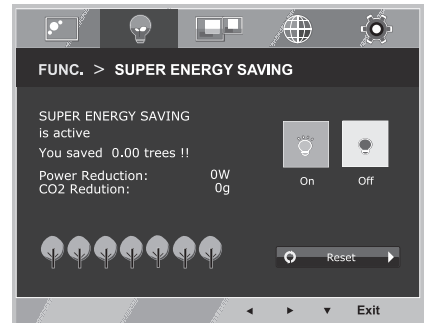 FUNC. > SUPER ENERGY SAVING
SUPER ENERGY SAVING
is active
You saved 0.00 trees !!
Power Reduction: 0W
CO2 Redution: 0g
On Off
Reset
Exit